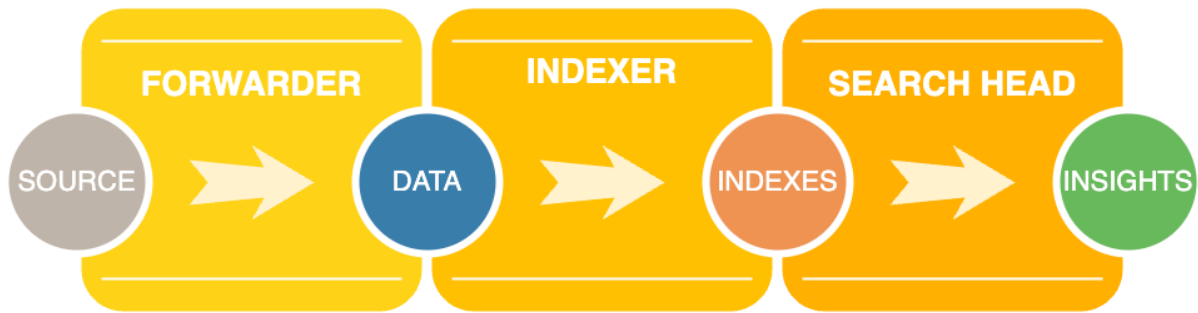 FORWARDER
INDEXER
SEARCH HEAD
SOURCE
DATA
INDEXES
INSIGHTS